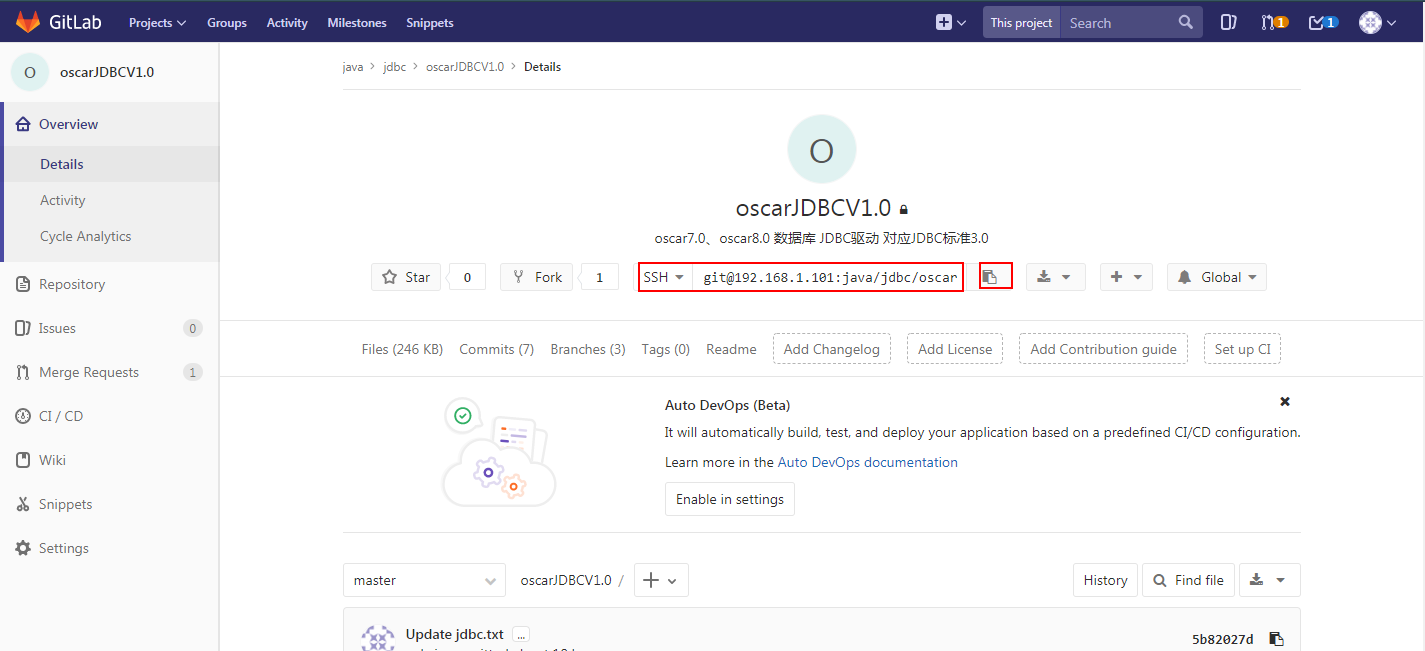 GitLab Projects Groups Activity Milestones Snippets This project Search 1 1
O oscarJDBCV1.0
Overview
Details
Activity
Cycle Analytics
Repository
Issues 0
Merge Requests 1
CI / CD
Wiki
Snippets
Settings
java > jdbc > oscarJDBCV1.0 > Details
O
oscarJDBCV1.0
oscar7.0、oscar8.0 数据库 JDBC驱动 对应JDBC标准3.0
Star 0 Fork 1 SSH git@192.168.1.101:java/jdbc/oscar Global
Files (246 KB) Commits (7) Branches (3) Tags (0) Readme Add Changelog Add License Add Contribution guide Set up CI
Auto DevOps (Beta)
It will automatically build, test, and deploy your application based on a predefined CI/CD configuration.
Learn more in the Auto DevOps documentation
Enable in settings
master oscarJDBCV1.0 / History Find file
Update jdbc.txt ... 5b82027d